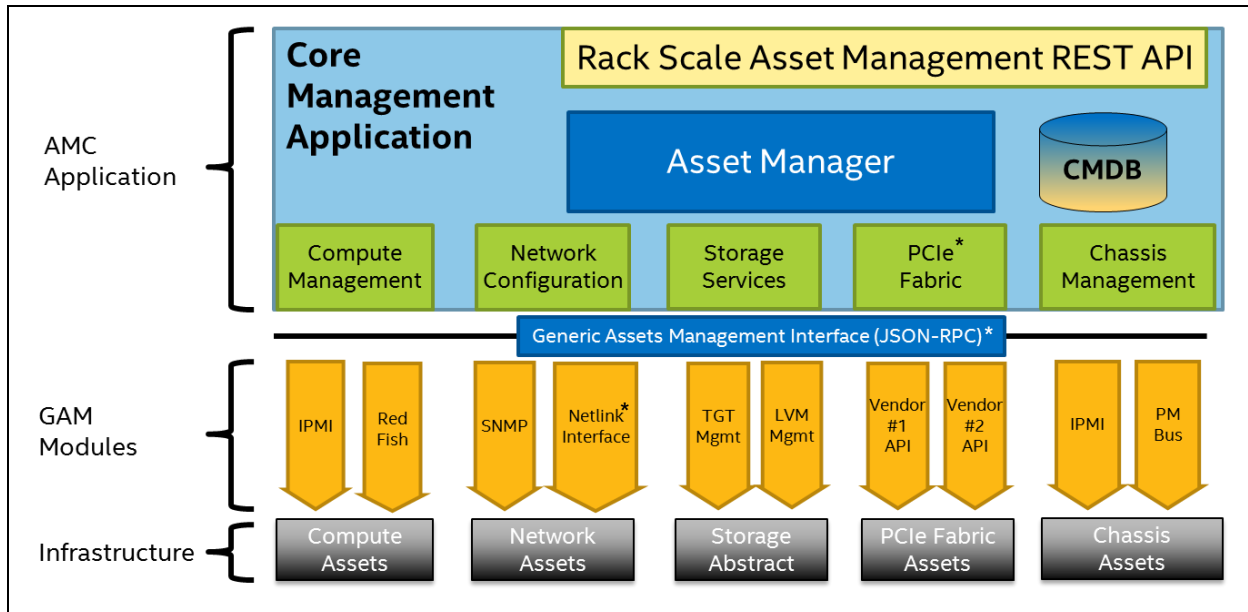 Core
Management
Application
Rack Scale Asset Management REST API
AMC
Application
Asset Manager
CMDB
Compute
Management
Network
Configuration
Storage
Services
PCIe*
Fabric
Chassis
Management
Generic Assets Management Interface (JSON-RPC)*
GAM
Modules
IPMI
Red
Fish
SNMP
Netlink*
Interface
TGT
Mgmt
LVM
Mgmt
Vendor
#1
API
Vendor
#2
API
IPMI
PM
Bus
Infrastructure
Compute
Assets
Network
Assets
Storage
Abstract
PCIe Fabric
Assets
Chassis
Assets